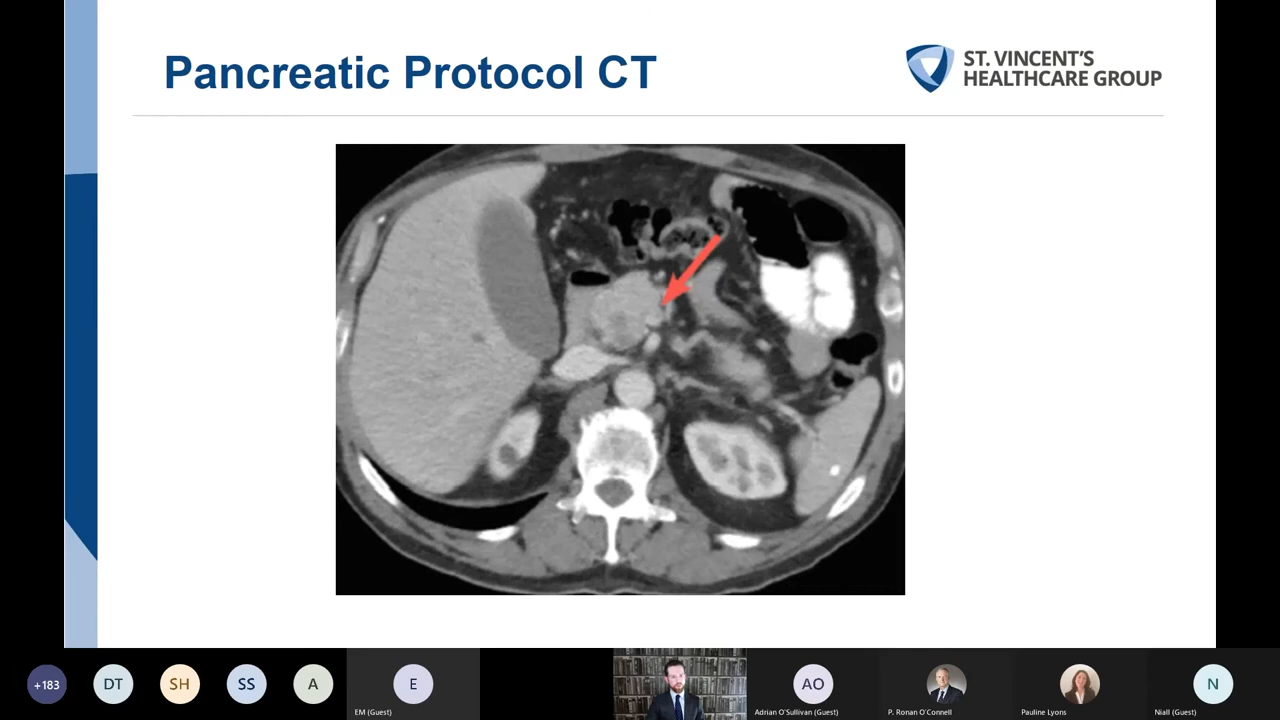 Pancreatic Protocol CT
ST. VINCENT'S
HEALTHCARE GROUP
+183
DT
SH
SS
A
E
EM (Guest)
AO
Adrian O'Sullivan (Guest)
P. Ronan O'Connell
Pauline Lyons
N
Niall (Guest)